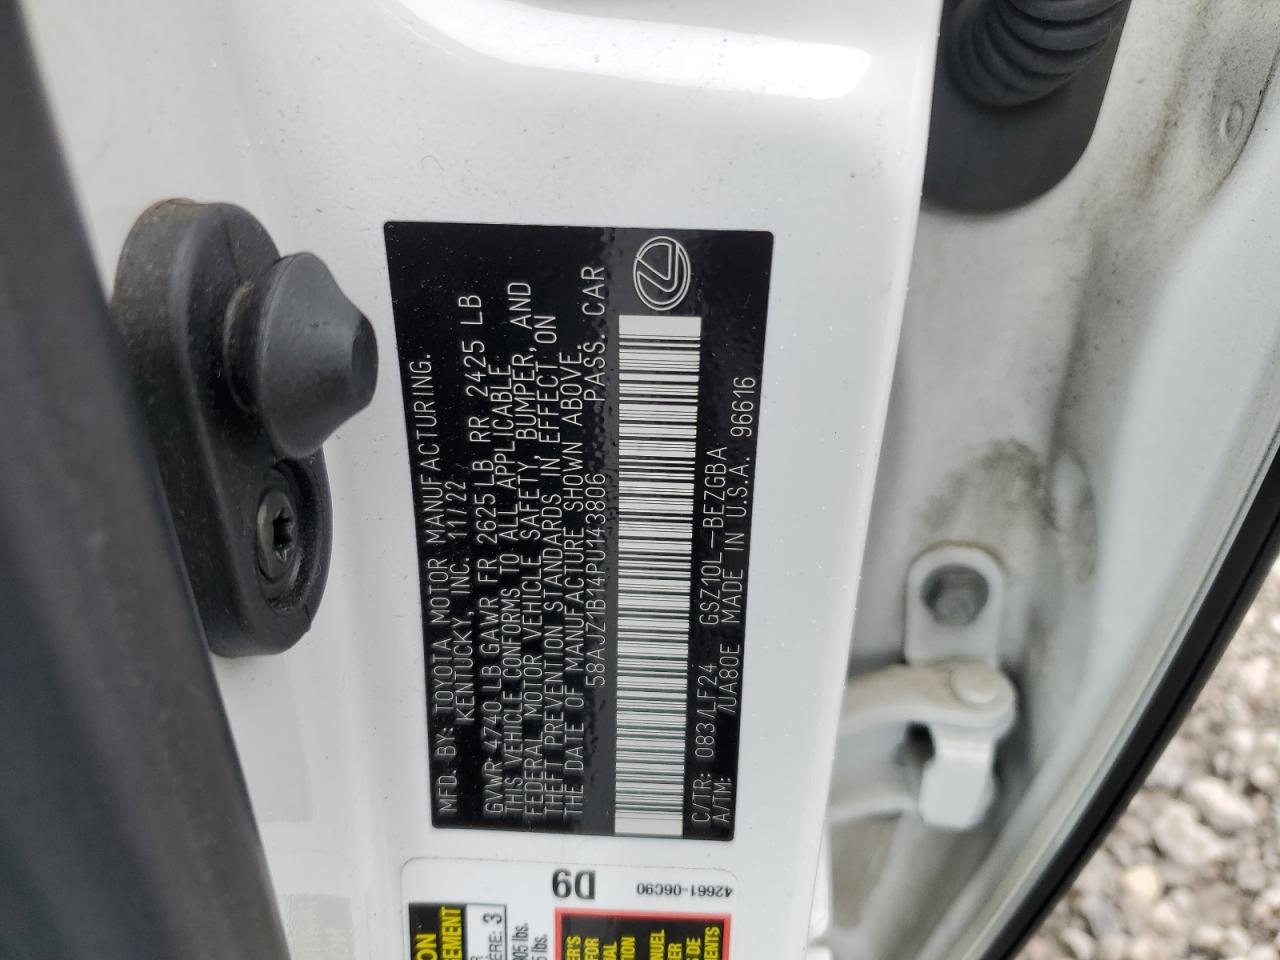 MFD. BY: TOYOTA MOTOR MANUFACTURING.
KENTUCKY, INC. 11/22
GVWR 4740 LB GAWR FR 2625 LB RR 2425 LB
THIS VEHICLE CONFORMS TO ALL APPLICABLE
FEDERAL MOTOR VEHICLE SAFETY, BUMPER, AND
THEFT PREVENTION STANDARDS IN EFFECT ON
THE DATE OF MANUFACTURE SHOWN ABOVE.
58AJZ1B14PU143806 PASS. CAR
C/TR: 083/LF24 GSZ10L-BEZGBA
A/TM: /UA80E MADE IN U.S.A. 96616
D9
42661-06C90
3